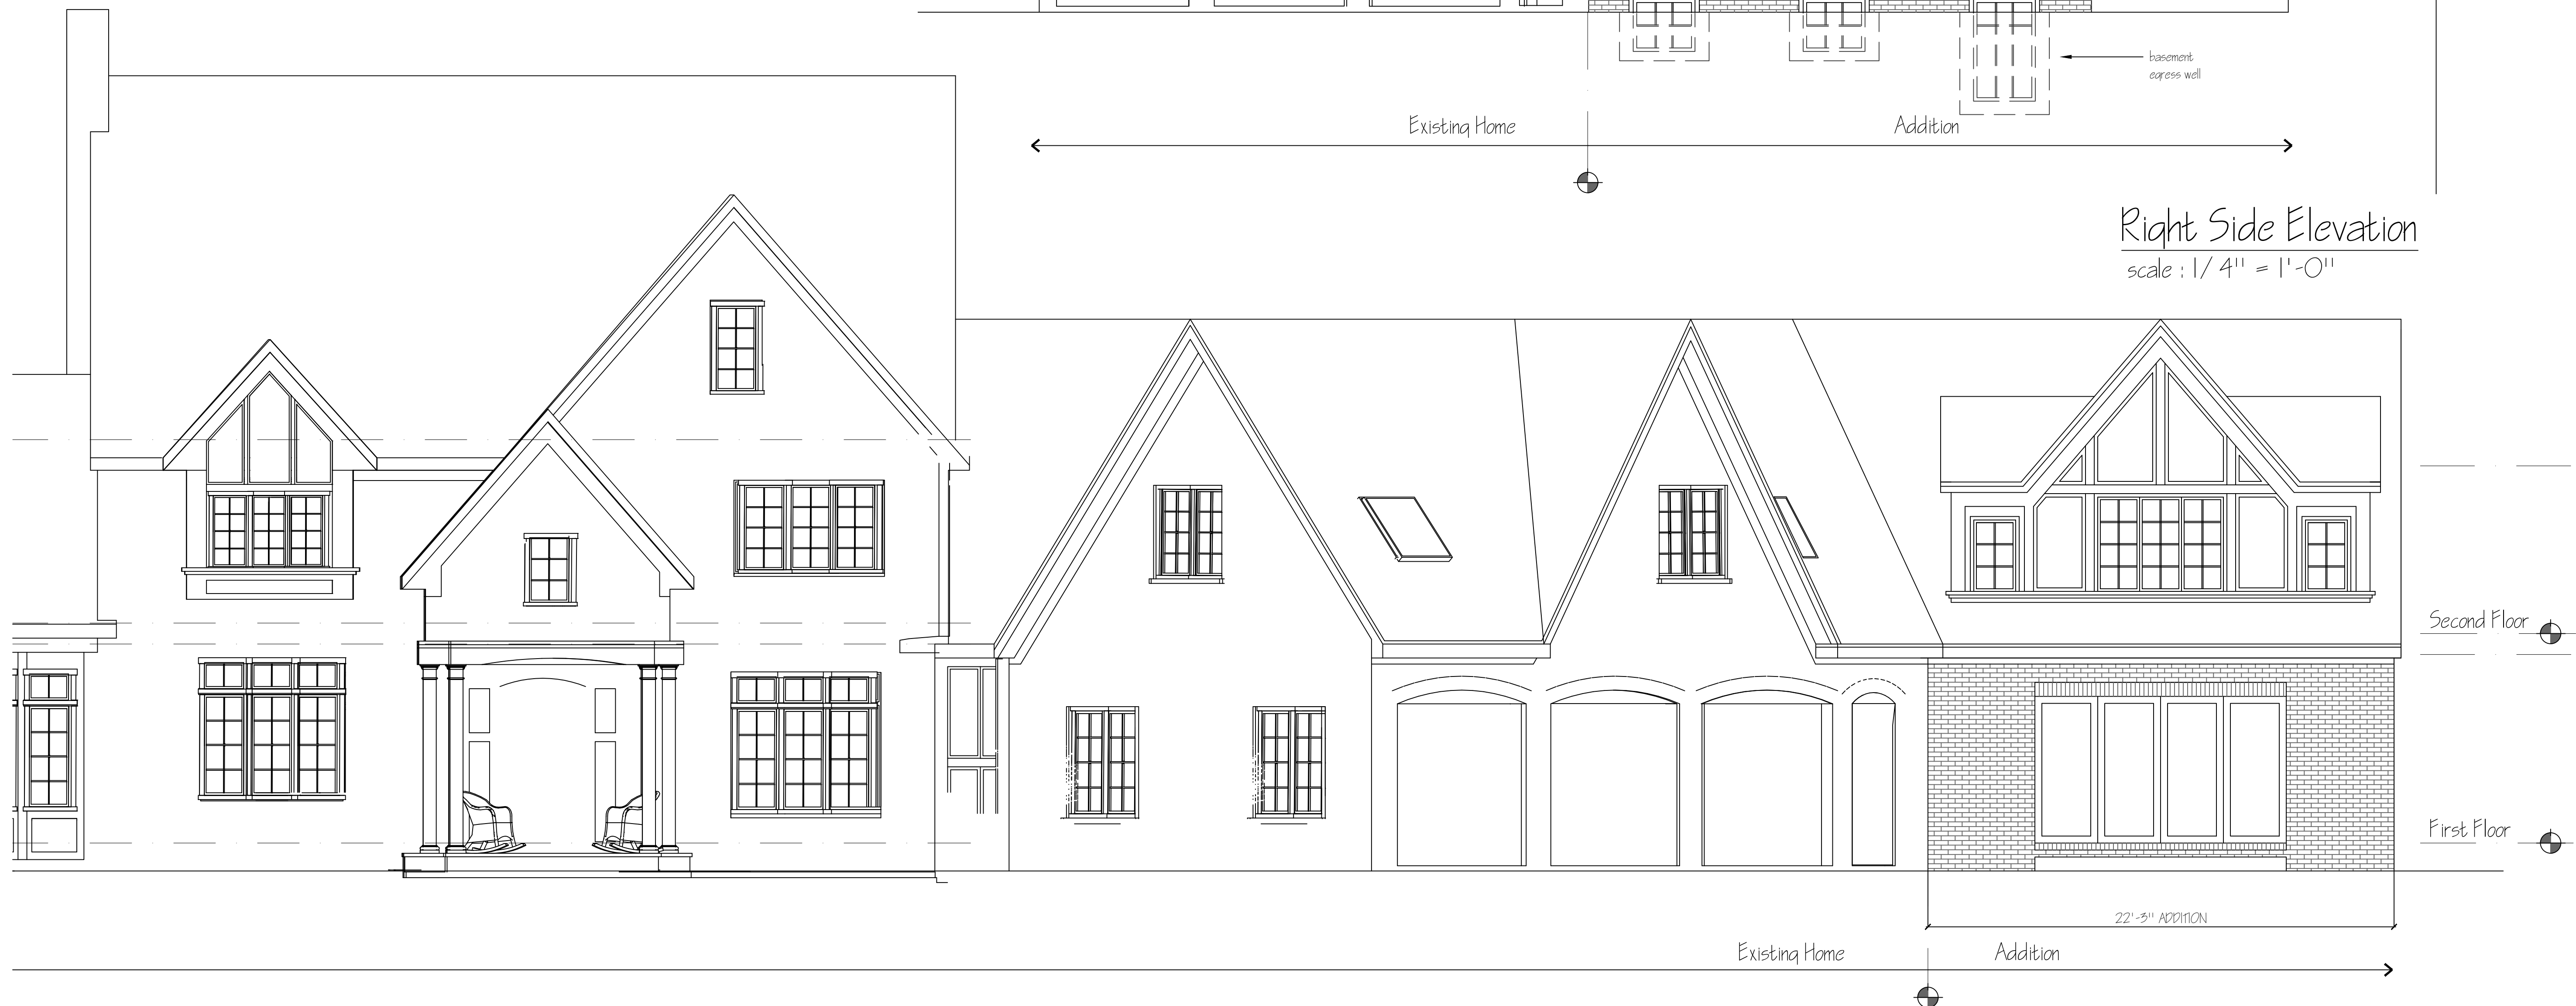 basement
egress well
Existing Home
Addition
Right Side Elevation
scale : 1/4" = 1'-0"
Second Floor
First Floor
22'-3" ADDITION
Existing Home
Addition